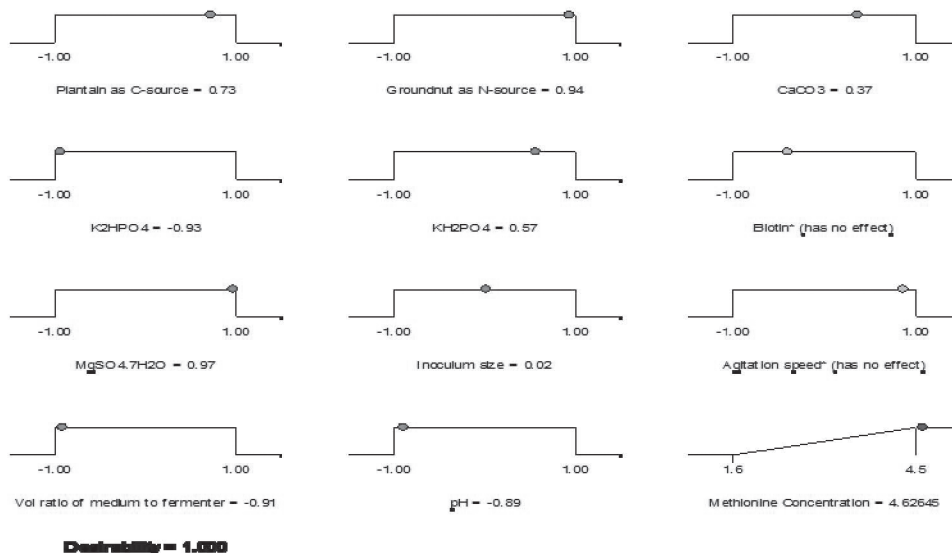 -1.00 1.00
Plantain as C-source = 0.73
-1.00 1.00
Groundnut as N-source = 0.94
-1.00 1.00
CaCO3 = 0.37
-1.00 1.00
K2HPO4 = -0.93
-1.00 1.00
KH2PO4 = 0.57
-1.00 1.00
Biotin* (has no effect)
-1.00 1.00
MgSO4.7H2O = 0.97
-1.00 1.00
Inoculum size = 0.02
-1.00 1.00
Agitation speed* (has no effect)
-1.00 1.00
Vol ratio of medium to fermenter = -0.91
-1.00 1.00
pH = -0.89
1.6 4.5
Methionine Concentration = 4.62645
Desirability = 1.000